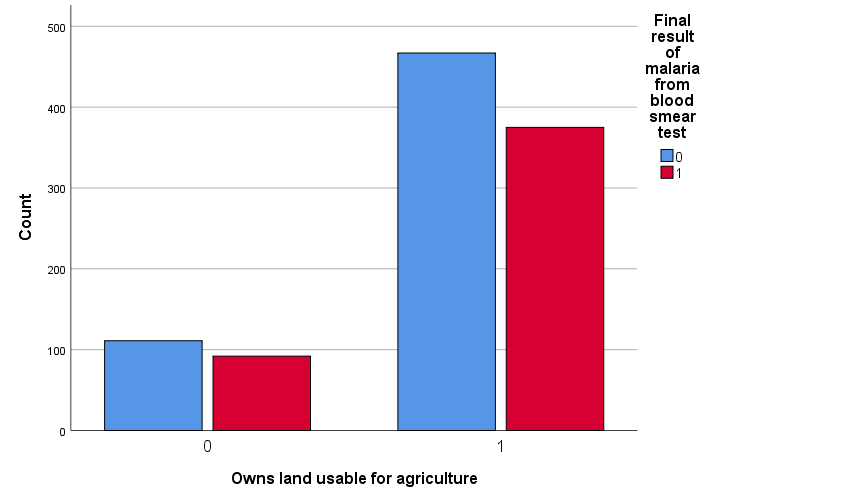 500
400
300
200
100
0
Count
0
1
Owns land usable for agriculture
Final
result
of
malaria
from
blood
smear
test
0
1